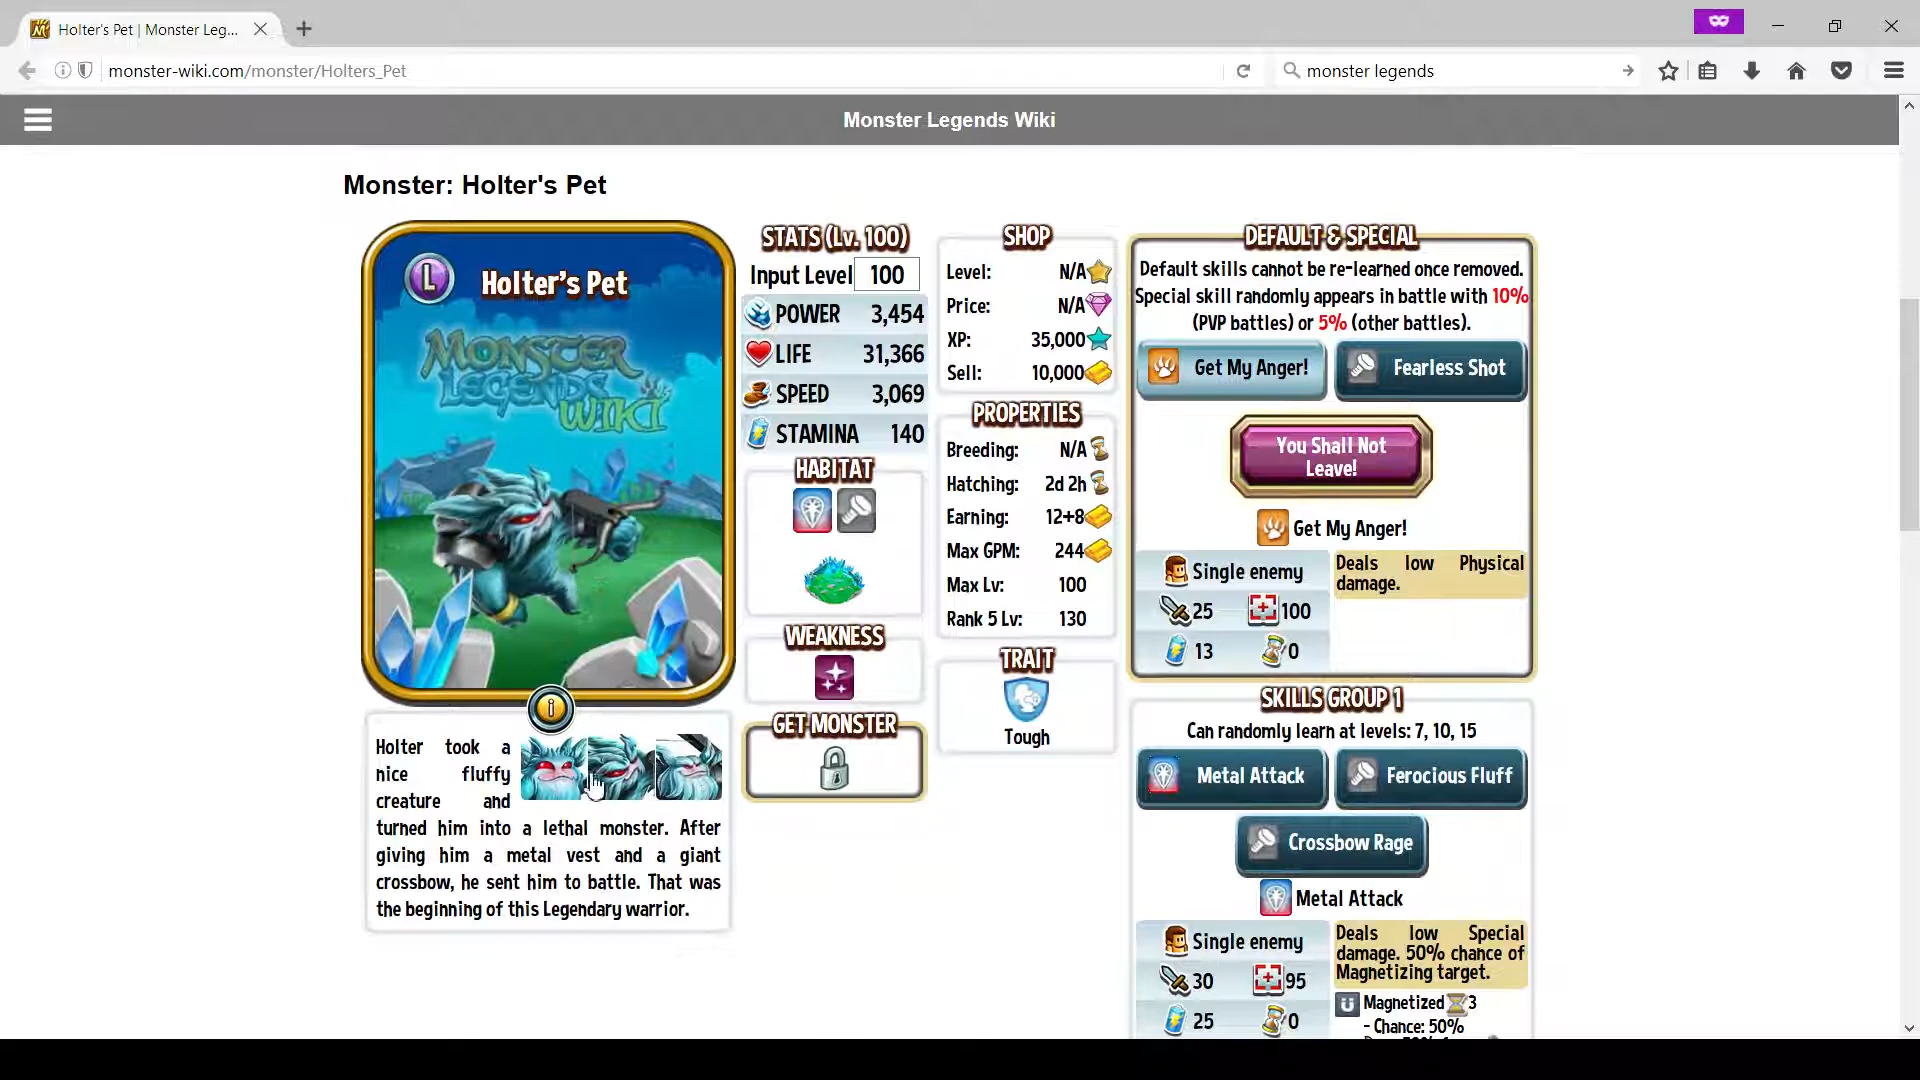 Holter's Pet | Monster Leg...
monster-wiki.com/monster/Holters_Pet
monster legends
Monster Legends Wiki
Monster: Holter's Pet
L
Holter's Pet
MONSTER
LEGENDS
WIKI
i
Holter took a
nice fluffy
creature and
turned him into a lethal monster. After
giving him a metal vest and a giant
crossbow, he sent him to battle. That was
the beginning of this Legendary warrior.
STATS (Lv. 100)
Input Level 100
POWER 3,454
LIFE 31,366
SPEED 3,069
STAMINA 140
HABITAT
WEAKNESS
GET MONSTER
SHOP
Level: N/A
Price: N/A
XP: 35,000
Sell: 10,000
PROPERTIES
Breeding: N/A
Hatching: 2d 2h
Earning: 12+8
Max GPM: 244
Max Lv: 100
Rank 5 Lv: 130
TRAIT
Tough
DEFAULT & SPECIAL
Default skills cannot be re-learned once removed.
Special skill randomly appears in battle with 10%
(PVP battles) or 5% (other battles).
Get My Anger! Fearless Shot
You Shall Not
Leave!
Get My Anger!
Single enemy
25 100
13 0
Deals low Physical
damage.
SKILLS GROUP 1
Can randomly learn at levels: 7, 10, 15
Metal Attack Ferocious Fluff
Crossbow Rage
Metal Attack
Single enemy
30 95
25 0
Deals low Special
damage. 50% chance of
Magnetizing target.
Magnetized 3
- Chance: 50%